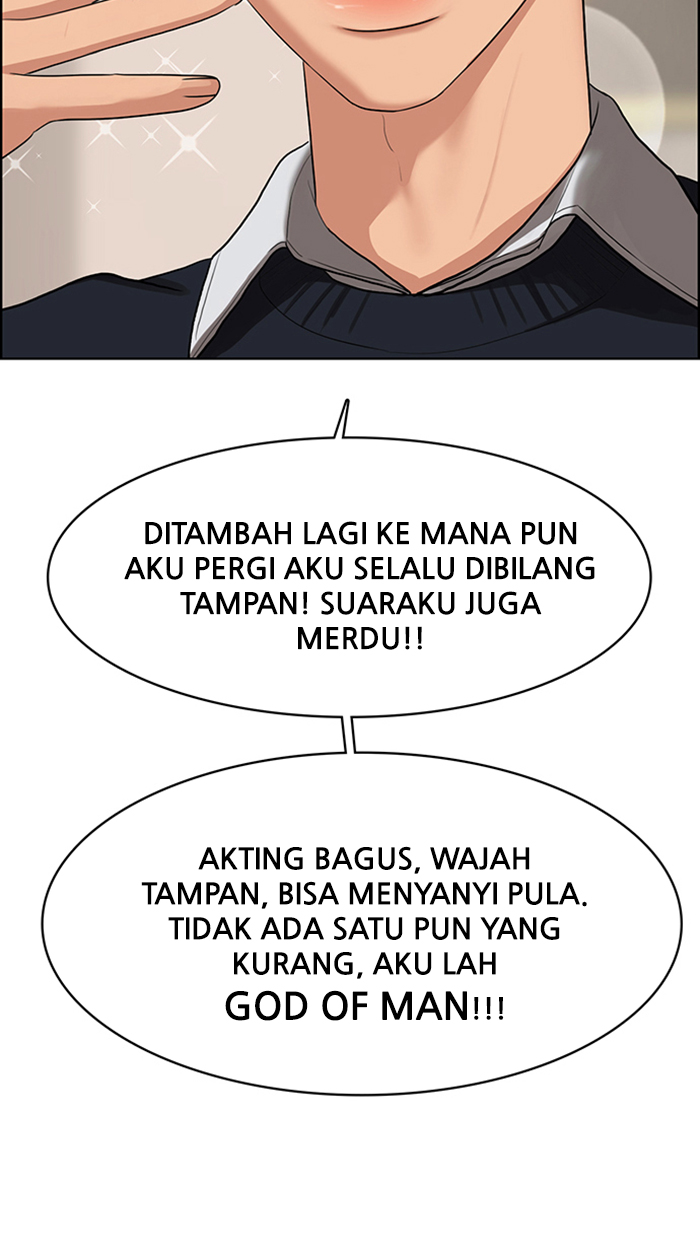 DITAMBAH LAGI KE MANA PUN
AKU PERGI AKU SELALU DIBILANG
TAMPAN! SUARAKU JUGA
MERDU!!
AKTING BAGUS, WAJAH
TAMPAN, BISA MENYANYI PULA.
TIDAK ADA SATU PUN YANG
KURANG, AKU LAH
GOD OF MAN!!!